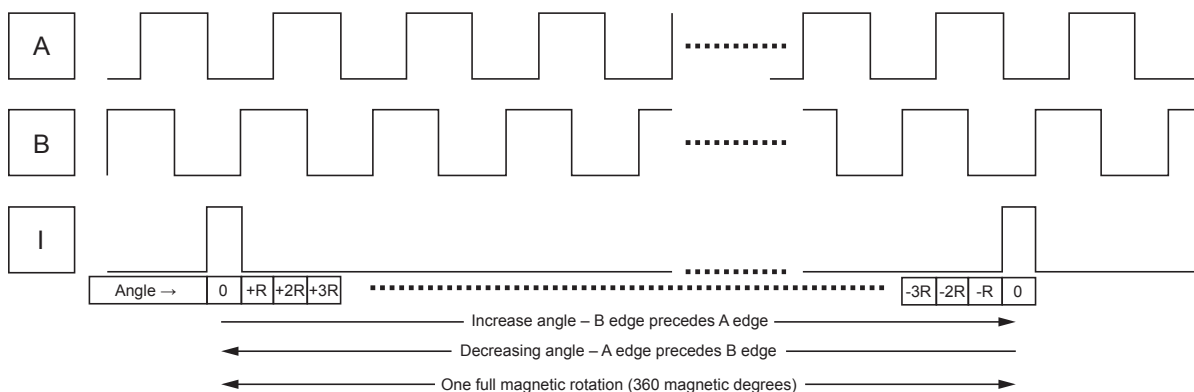 A
B
I
Angle → 0 +R +2R +3R -3R -2R -R 0
Increase angle – B edge precedes A edge
Decreasing angle – A edge precedes B edge
One full magnetic rotation (360 magnetic degrees)